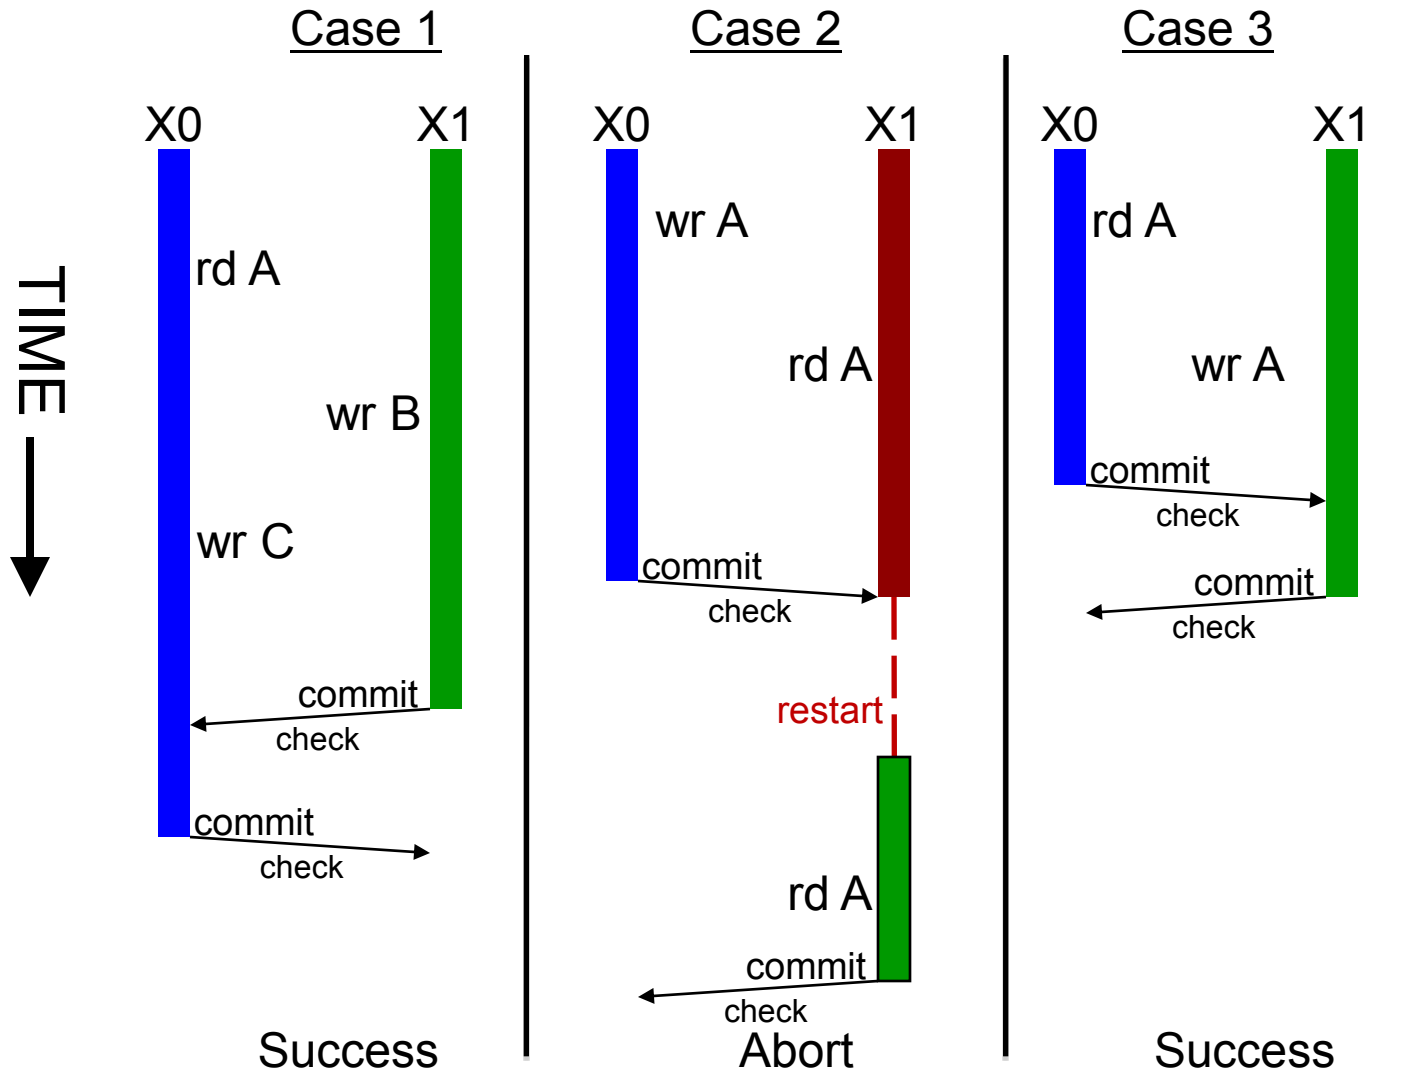 Case 1
X0
X1
rd A
wr B
wr C
commit
check
commit
check
Success
Case 2
X0
X1
wr A
rd A
commit
check
restart
rd A
commit
check
Abort
Case 3
X0
X1
rd A
wr A
commit
check
commit
check
Success
TIME